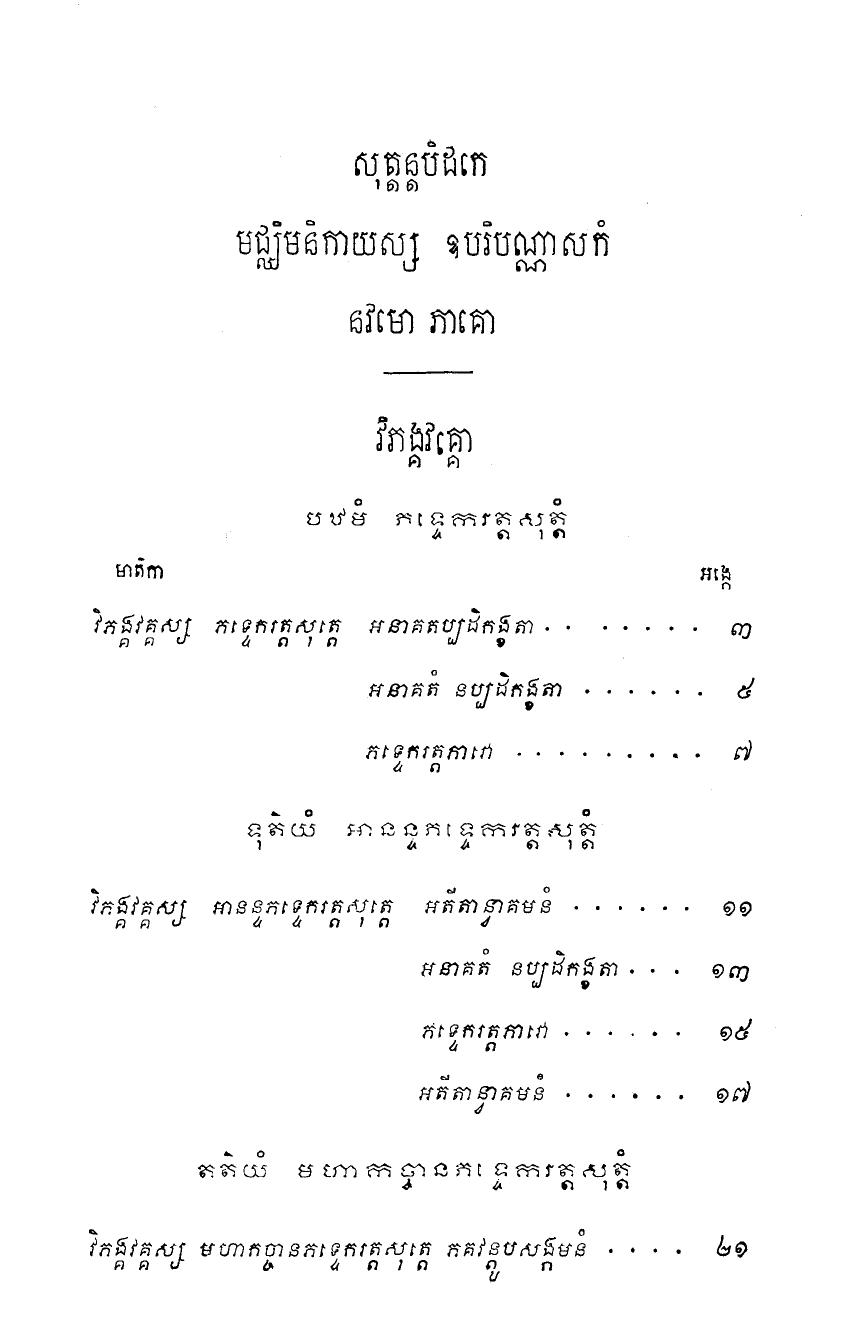 សុត្តន្តបិដកេ
មជ្ឈិមនិកាយស្ស ឧបរិបណ្ណាសកំ
នវមោ ភាគោ
វិភង្គវគ្គោ
បឋមំ ភទ្ទេករត្តសុត្តំ
មាតិកា អង្កេ
វិភង្គវគ្គស្ស ភទ្ទេករត្តសុត្តេ អនាគតប្បដិកង្ខតា . . . . . . . . ៣
អនាគតំ នប្បដិកង្ខតា . . . . . . ៥
ភទ្ទេករត្តភាវោ . . . . . . . . . ៧
ទុតិយំ អានន្ទភទ្ទេករត្តសុត្តំ
វិភង្គវគ្គស្ស អានន្ទភទ្ទេករត្តសុត្តេ អតីតាន្វាគមនំ . . . . . . ១១
អនាគតំ នប្បដិកង្ខតា . . . ១៣
ភទ្ទេករត្តភាវោ . . . . . . ១៥
អតីតាន្វាគមនំ . . . . . . ១៧
តតិយំ មហាកច្ចានភទ្ទេករត្តសុត្តំ
វិភង្គវគ្គស្ស មហាកច្ចានភទ្ទេករត្តសុត្តេ ភគវន្តូបសង្កមនំ . . . . ២១